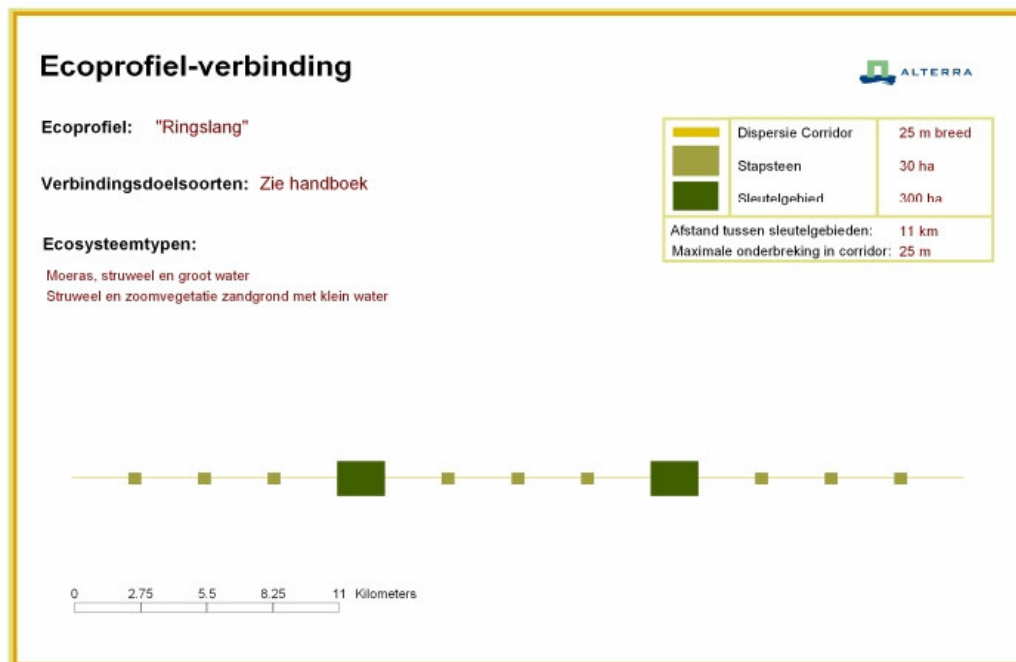 Ecoprofiel-verbinding
ALTERRA
Ecoprofiel: "Ringslang"
Verbindingsdoelsoorten: Zie handboek
Ecosysteemtypen:
Moeras, struweel en groot water
Struweel en zoomvegetatie zandgrond met klein water
Dispersie Corridor 25 m breed
Stapsteen 30 ha
Sleutelgebied 300 ha
Afstand tussen sleutelgebieden: 11 km
Maximale onderbreking in corridor: 25 m
0 2.75 5.5 8.25 11 Kilometers